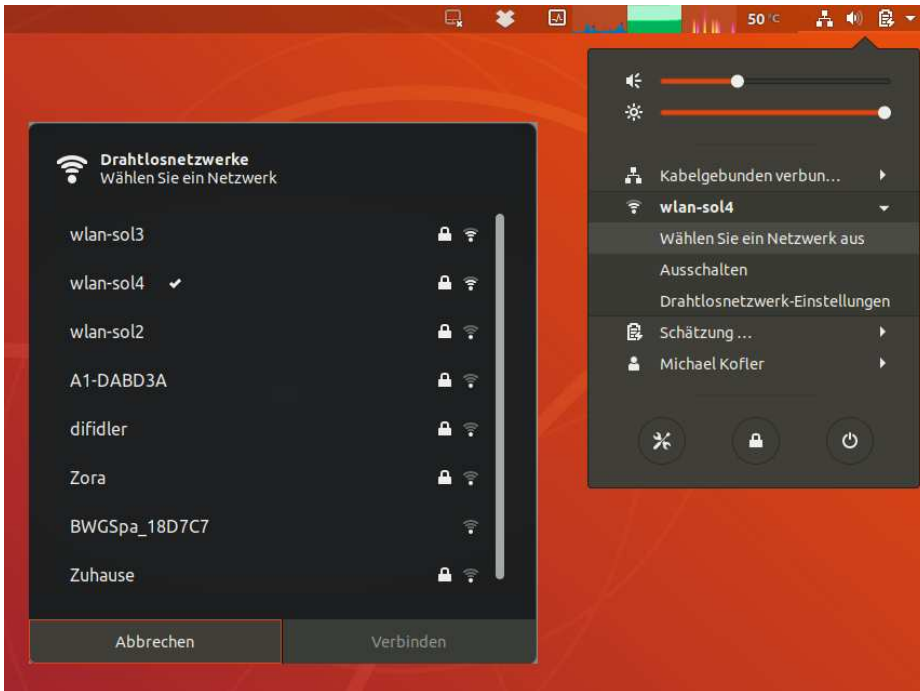 50 °C
Drahtlosnetzwerke
Wählen Sie ein Netzwerk
wlan-sol3
wlan-sol4
wlan-sol2
A1-DABD3A
difidler
Zora
BWGSpa_18D7C7
Zuhause
Abbrechen
Verbinden
Kabelgebunden verbun…
wlan-sol4
Wählen Sie ein Netzwerk aus
Ausschalten
Drahtlosnetzwerk-Einstellungen
Schätzung …
Michael Kofler